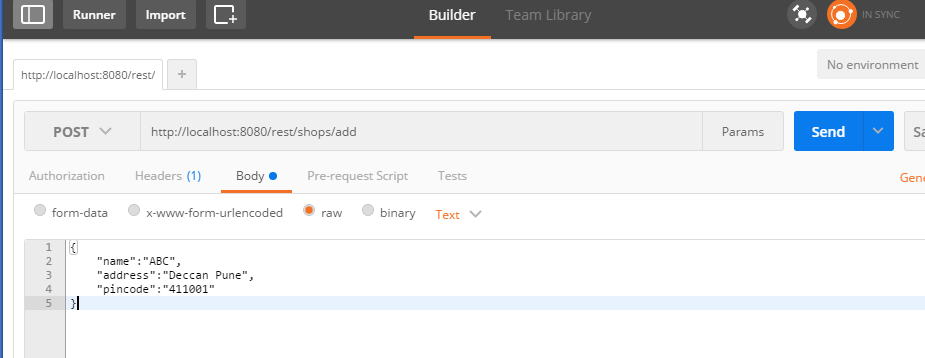 Runner Import Builder Team Library IN SYNC
No environment
http://localhost:8080/rest/ +
POST http://localhost:8080/rest/shops/add Params Send Sa
Authorization Headers (1) Body Pre-request Script Tests Gene
form-data x-www-form-urlencoded raw binary Text
1 {
2 "name":"ABC",
3 "address":"Deccan Pune",
4 "pincode":"411001"
5 }